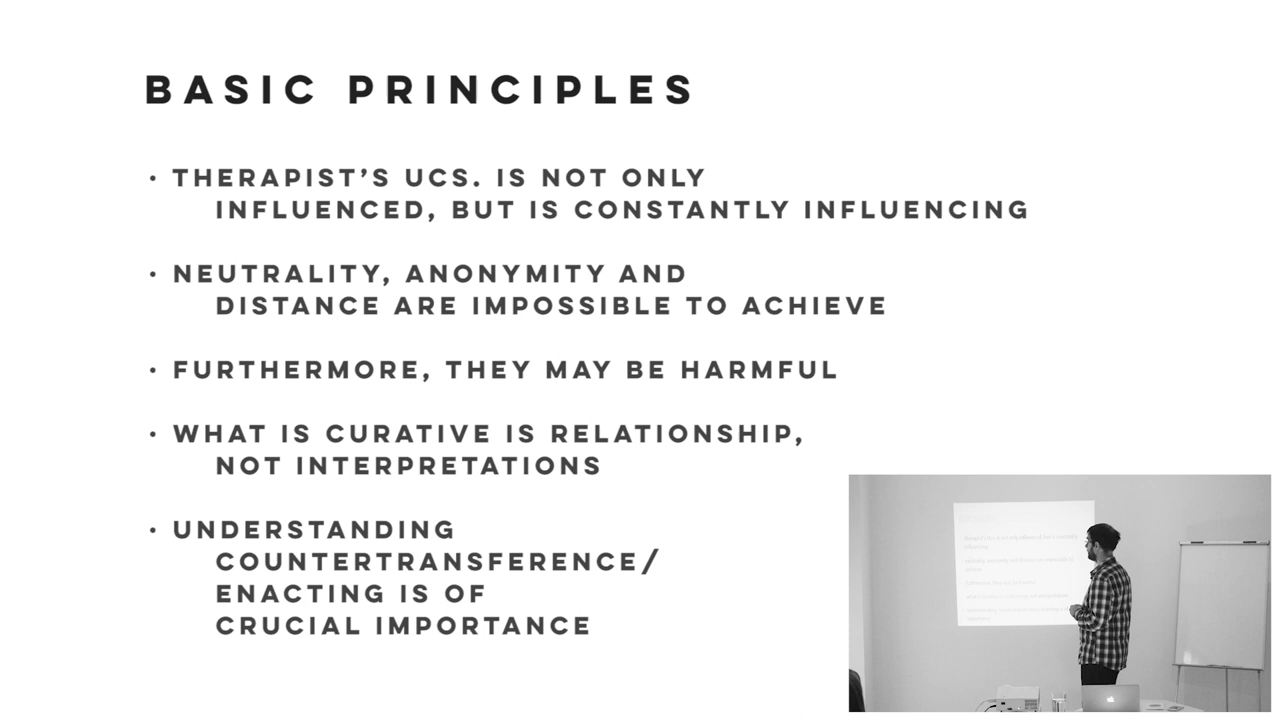 BASIC PRINCIPLES
• THERAPIST’S UCS. IS NOT ONLY
INFLUENCED, BUT IS CONSTANTLY INFLUENCING
• NEUTRALITY, ANONYMITY AND
DISTANCE ARE IMPOSSIBLE TO ACHIEVE
• FURTHERMORE, THEY MAY BE HARMFUL
• WHAT IS CURATIVE IS RELATIONSHIP,
NOT INTERPRETATIONS
• UNDERSTANDING
COUNTERTRANSFERENCE/
ENACTING IS OF
CRUCIAL IMPORTANCE